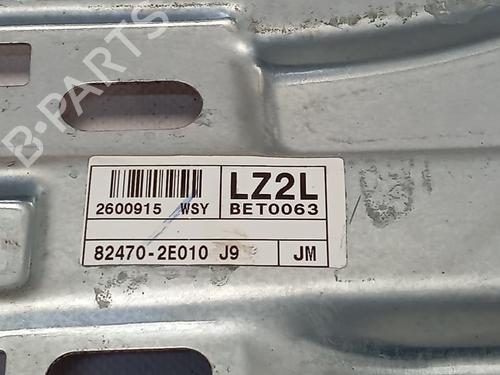 B-PARTS
LZ2L
2600915 WSY
BET0063
82470-2E010 J9
JM